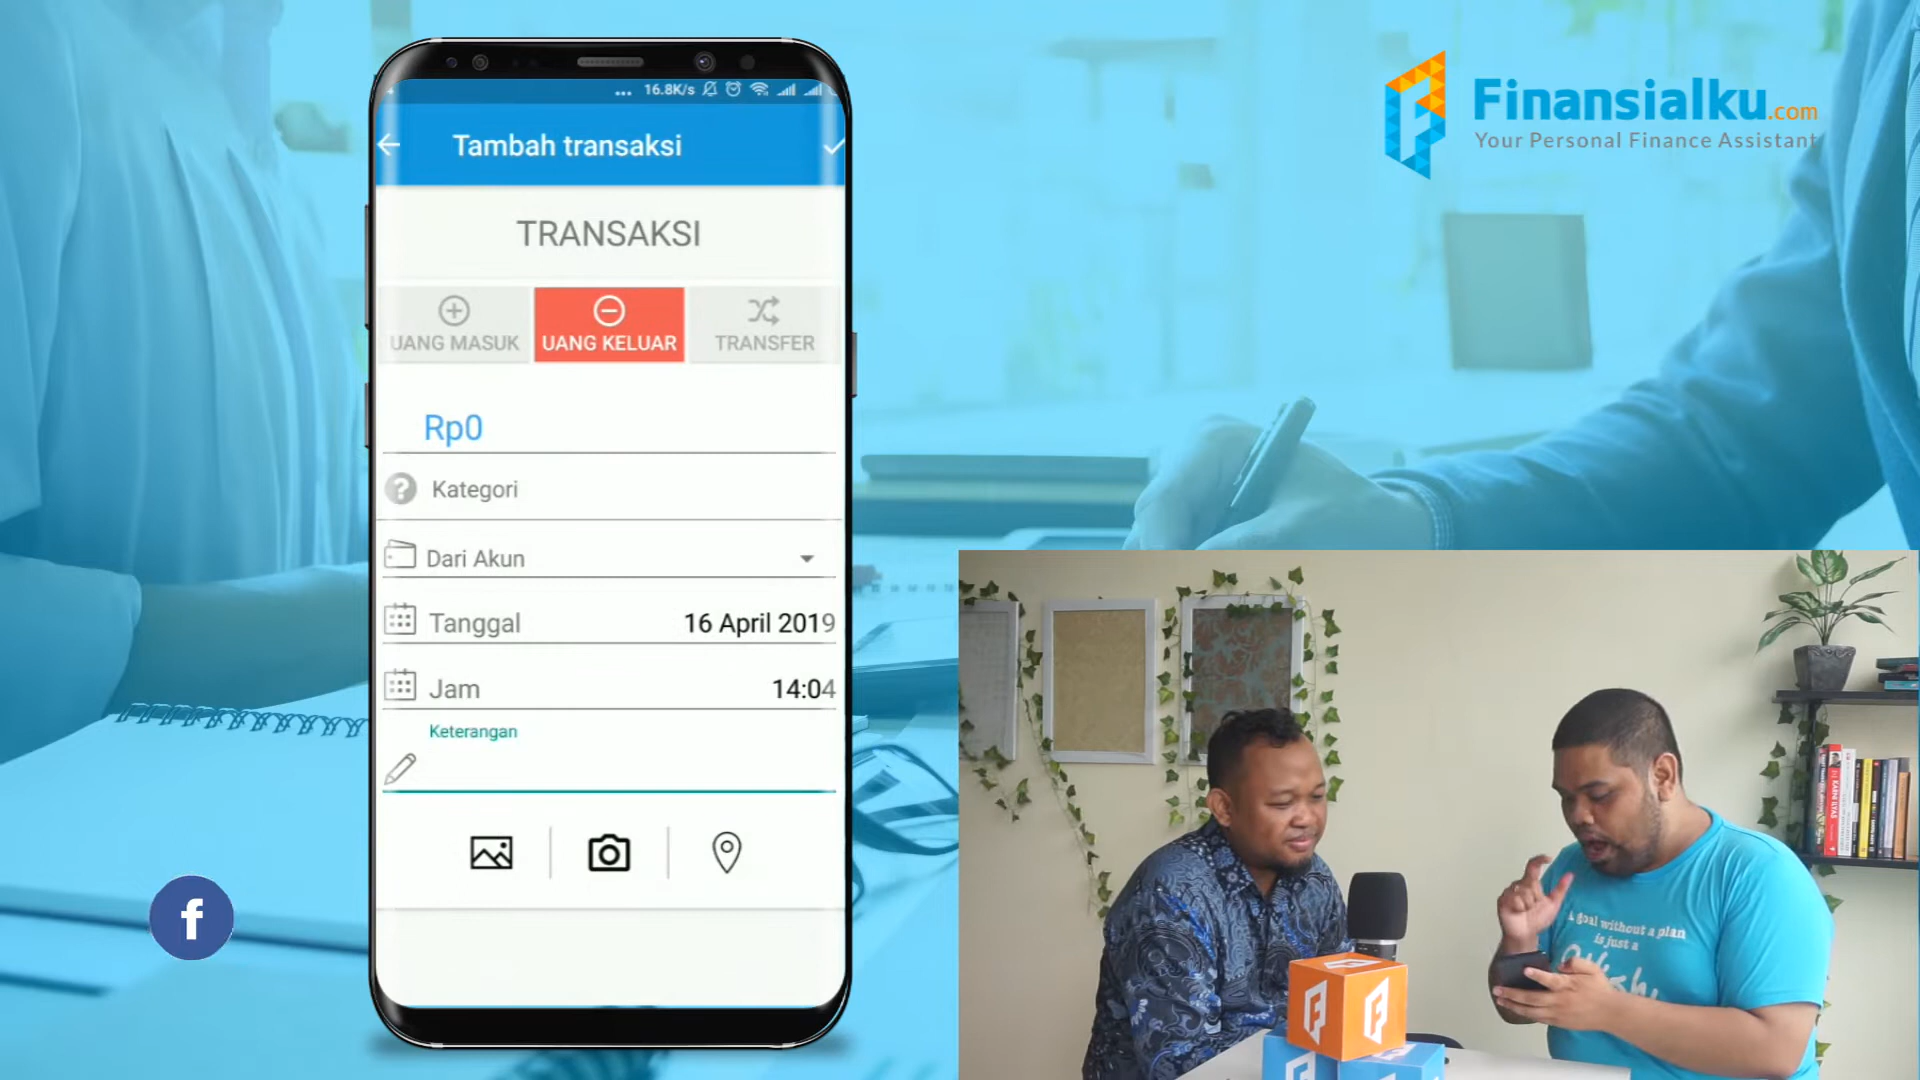 16.8K/s
Tambah transaksi
TRANSAKSI
UANG MASUK
UANG KELUAR
TRANSFER
Rp0
Kategori
Dari Akun
Tanggal
16 April 2019
Jam
14:04
Keterangan
f
Finansialku.com
Your Personal Finance Assistant
A goal without a plan
is just a